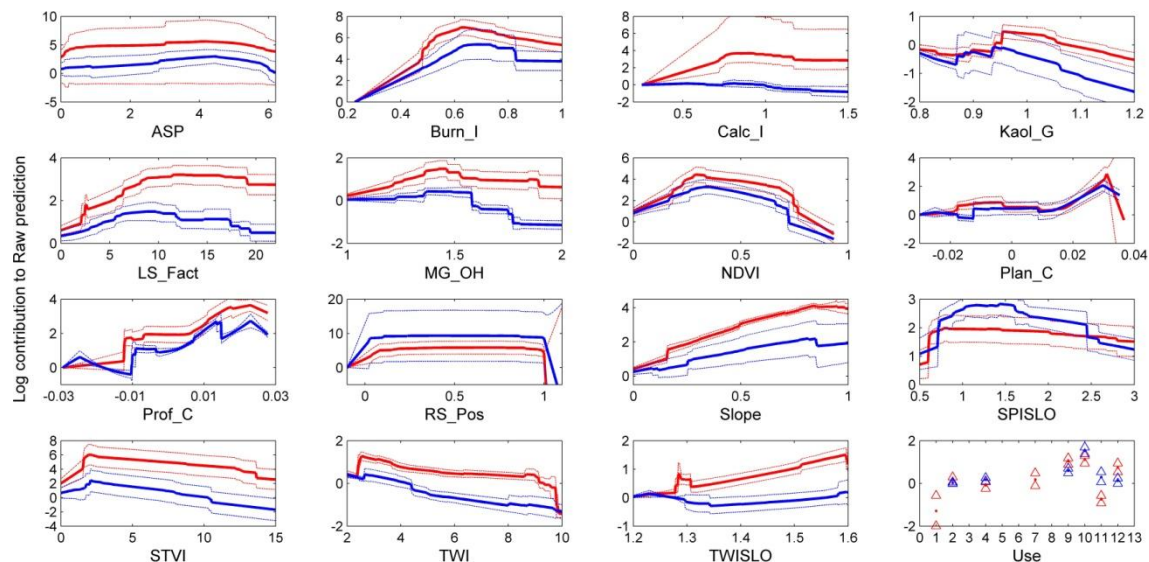 Log contribution to Raw prediction
10
5
0
-5
0 2 4 6
ASP
8
6
4
2
0
0.2 0.4 0.6 0.8 1
Burn_I
8
6
4
2
0
-2
0.5 1 1.5
Calc_I
1
0
-1
2
0.8 0.9 1 1.1 1.2
Kaol_G
4
3
2
1
0
0 5 10 15 20
LS_Fact
2
0
2
1 1.5 2
MG_OH
6
4
2
0
2
0 0.5 1
NDVI
4
2
0
2
-0.02 0 0.02 0.04
Plan_C
4
2
0
2
-0.03 -0.01 0.01 0.03
Prof_C
20
10
0
0 0.5 1
RS_Pos
4
2
0
0 0.5 1
Slope
3
2
1
0
0.5 1 1.5 2 2.5 3
SPISLO
8
6
4
2
0
-2
-4
0 5 10 15
STVI
2
0
2
2 4 6 8 10
TWI
2
1
0
-1
1.2 1.3 1.4 1.5 1.6
TWISLO
2
0
2
0 1 2 3 4 5 6 7 8 9 10 11 12 13
Use